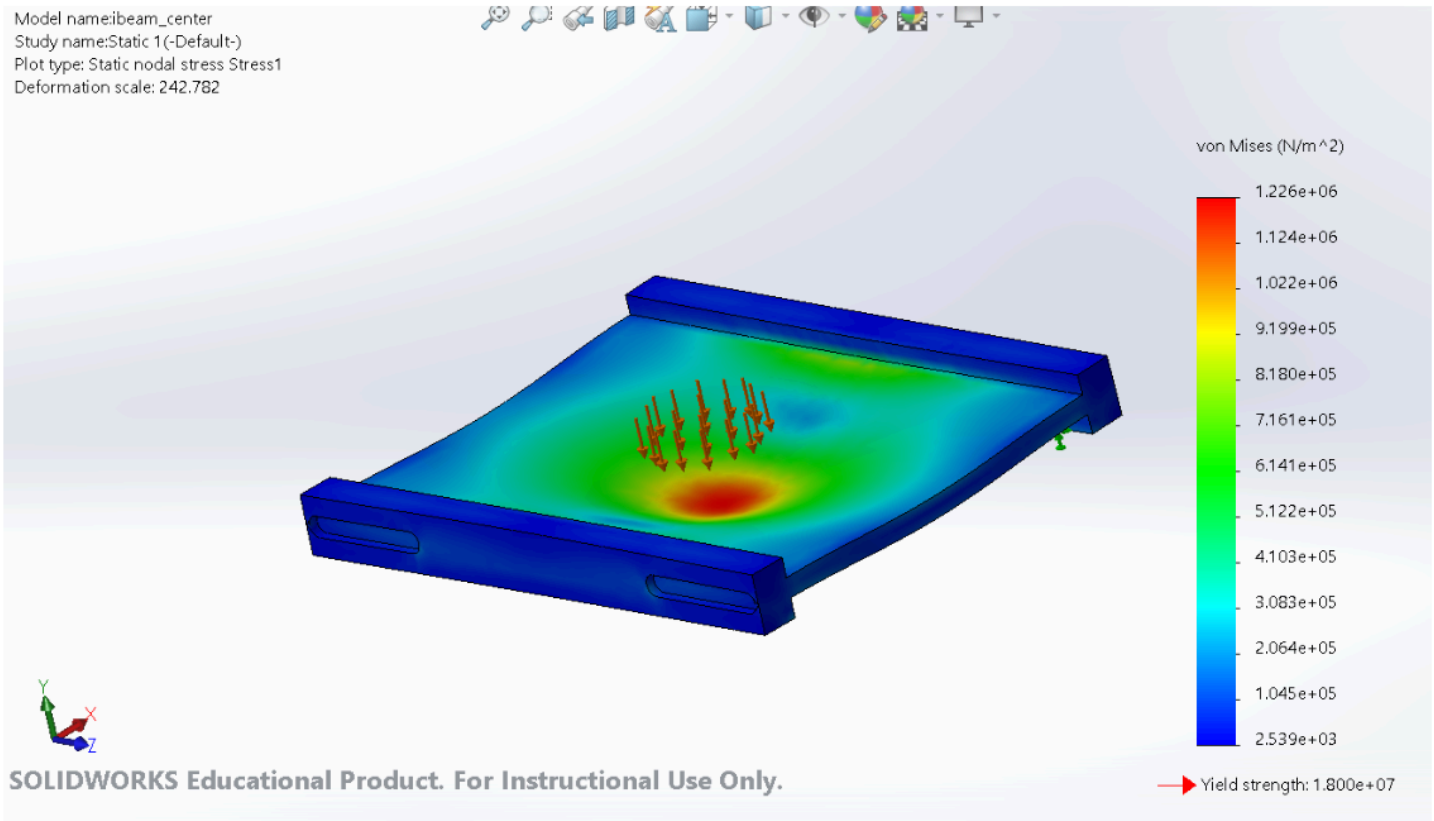 Model name:ibeam_center
Study name:Static 1(-Default-)
Plot type: Static nodal stress Stress1
Deformation scale: 242.782
von Mises (N/m^2)
1.226e+06
1.124e+06
1.022e+06
9.199e+05
8.180e+05
7.161e+05
6.141e+05
5.122e+05
4.103e+05
3.083e+05
2.064e+05
1.045e+05
2.539e+03
Yield strength: 1.800e+07
Y
X
Z
SOLIDWORKS Educational Product. For Instructional Use Only.